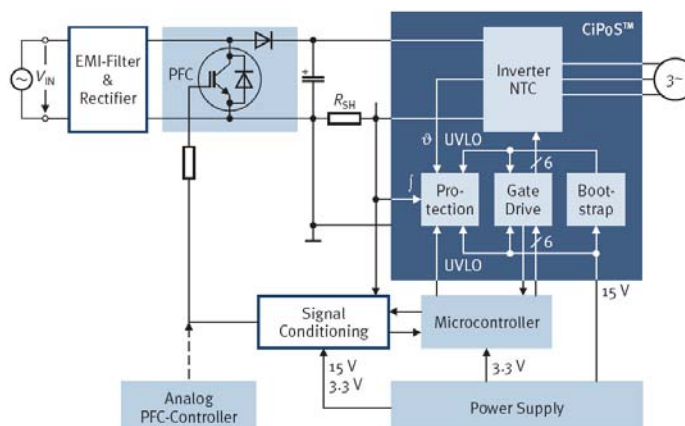 CiPoS™
EMI-Filter
&
Rectifier
V_IN
PFC
+
R_SH
Inverter
NTC
3~
ϑ
UVLO
6
∫
Pro-
tection
Gate
Drive
Boot-
strap
6
UVLO
15 V
Signal
Conditioning
Microcontroller
15 V
3.3 V
3.3 V
Analog
PFC-Controller
Power Supply